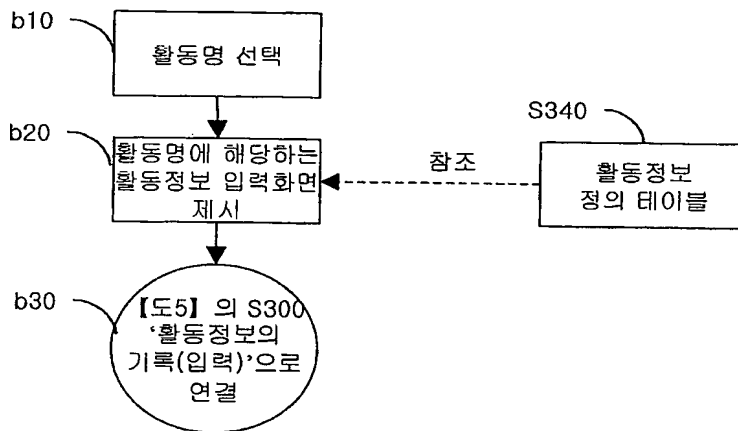 b10
활동명 선택
b20
활동명에 해당하는
활동정보 입력화면
제시
참조
S340
활동정보
정의 테이블
b30
【도5】의 S300
‘활동정보의
기록(입력)’으로
연결